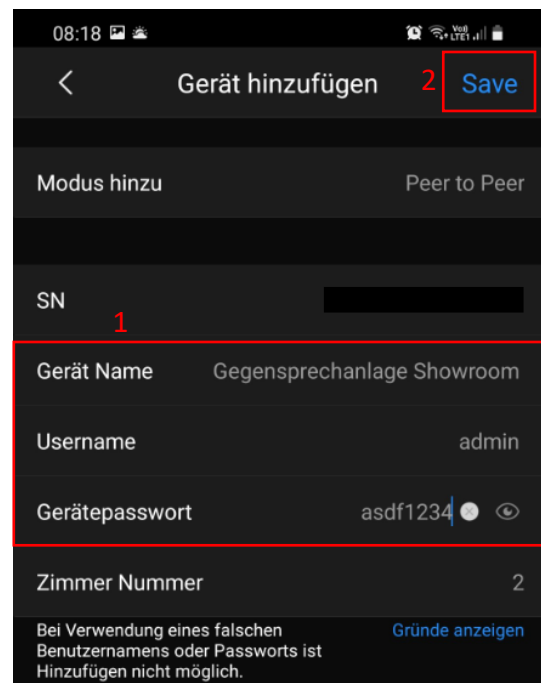 08:18
Gerät hinzufügen 2 Save
Modus hinzu Peer to Peer
SN
1
Gerät Name Gegensprechanlage Showroom
Username admin
Gerätepasswort asdf1234
Zimmer Nummer 2
Bei Verwendung eines falschen Gründe anzeigen
Benutzernamens oder Passworts ist
Hinzufügen nicht möglich.